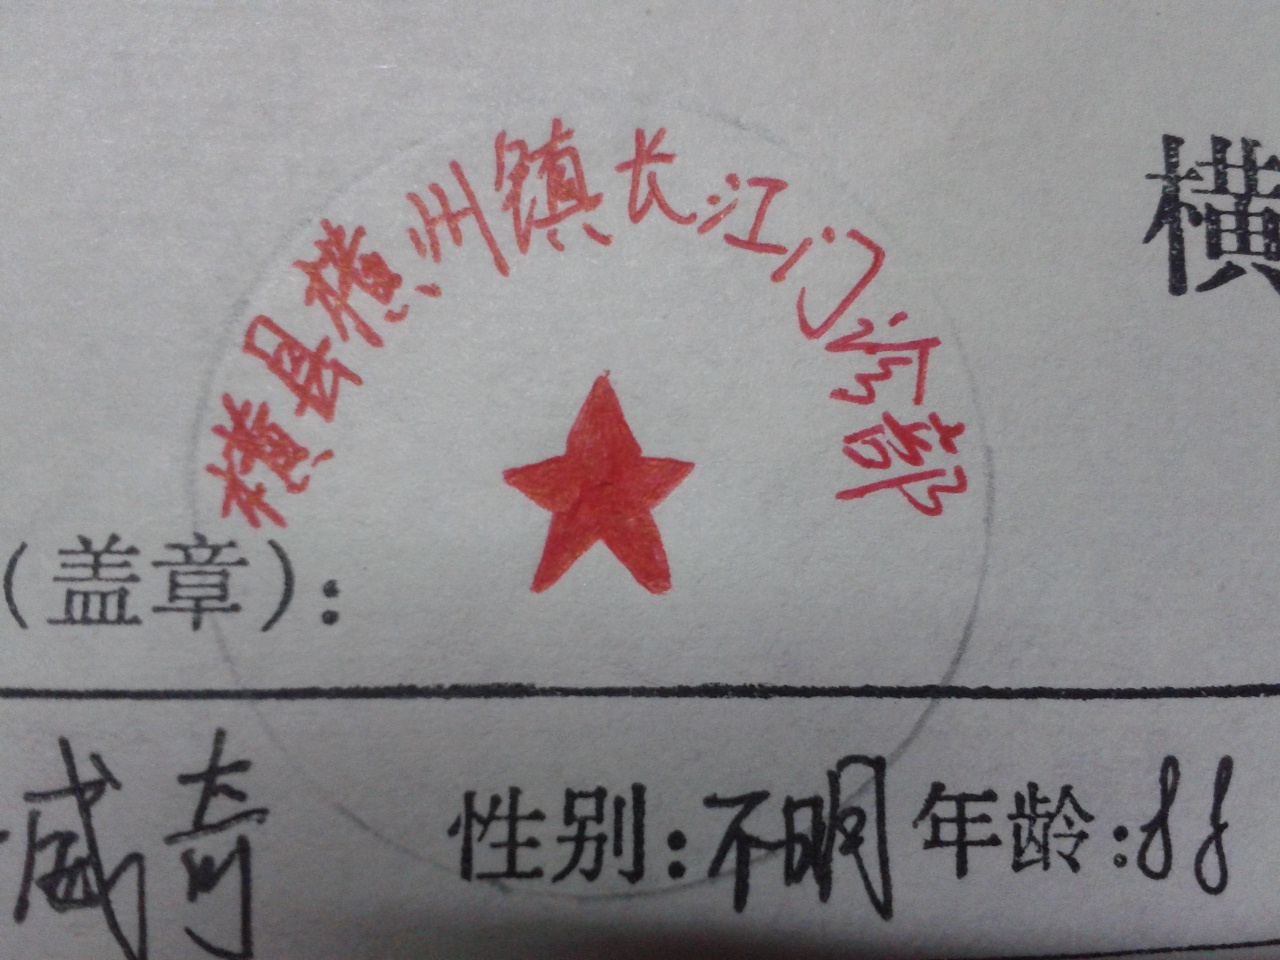 横县横州镇长江门诊部
横
(盖章):
威奇 性别:不明 年龄:88